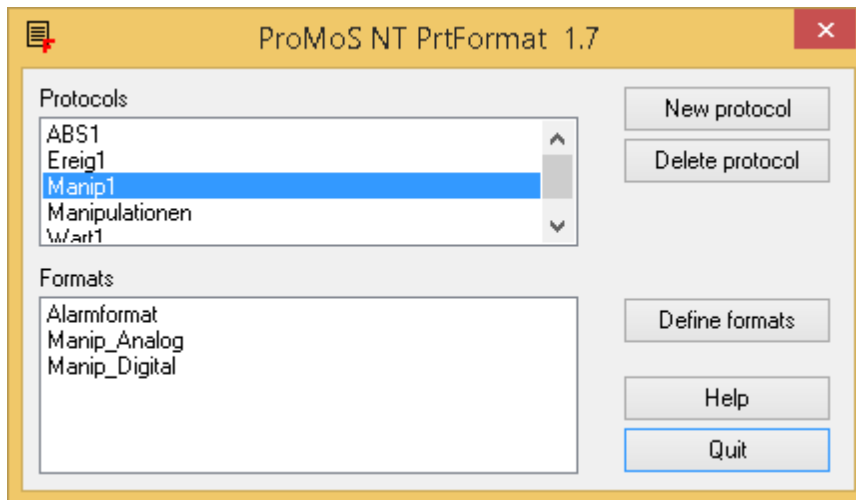 ProMoS NT PrtFormat 1.7
Protocols
ABS1
Ereig1
Manip1
Manipulationen
Wart1
New protocol
Delete protocol
Formats
Alarmformat
Manip_Analog
Manip_Digital
Define formats
Help
Quit